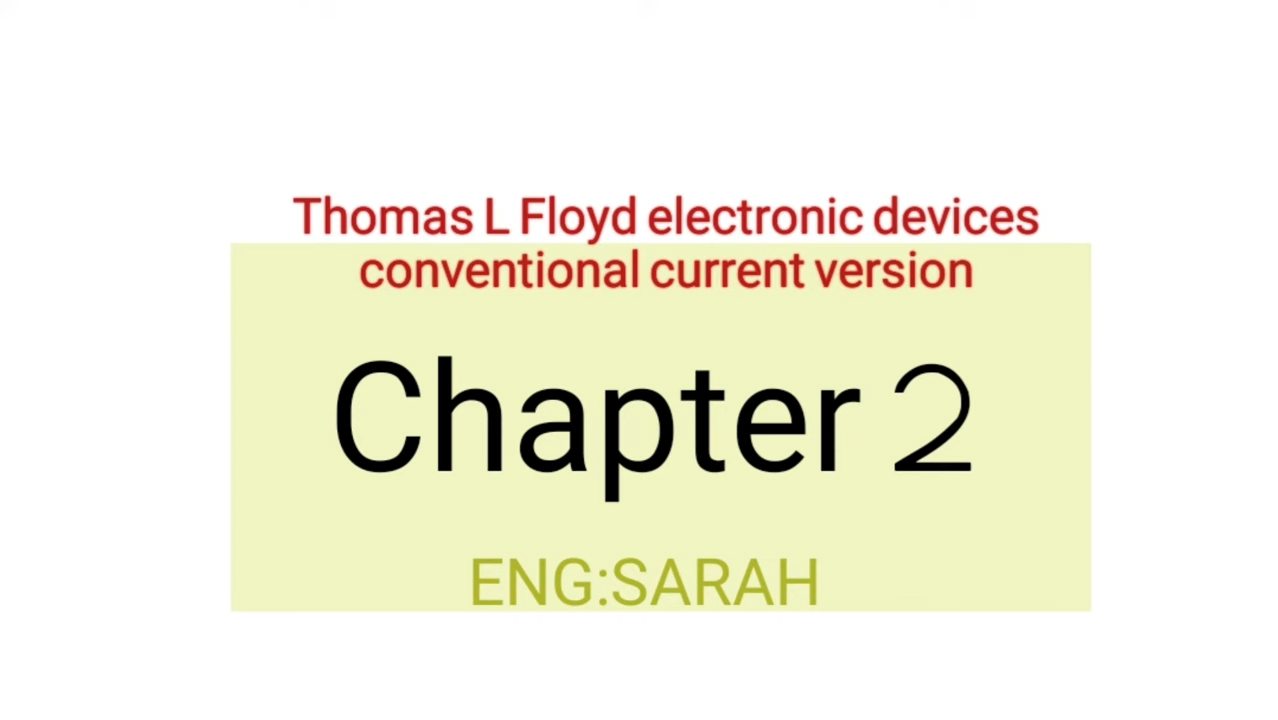 Thomas L Floyd electronic devices
conventional current version
Chapter 2
ENG:SARAH